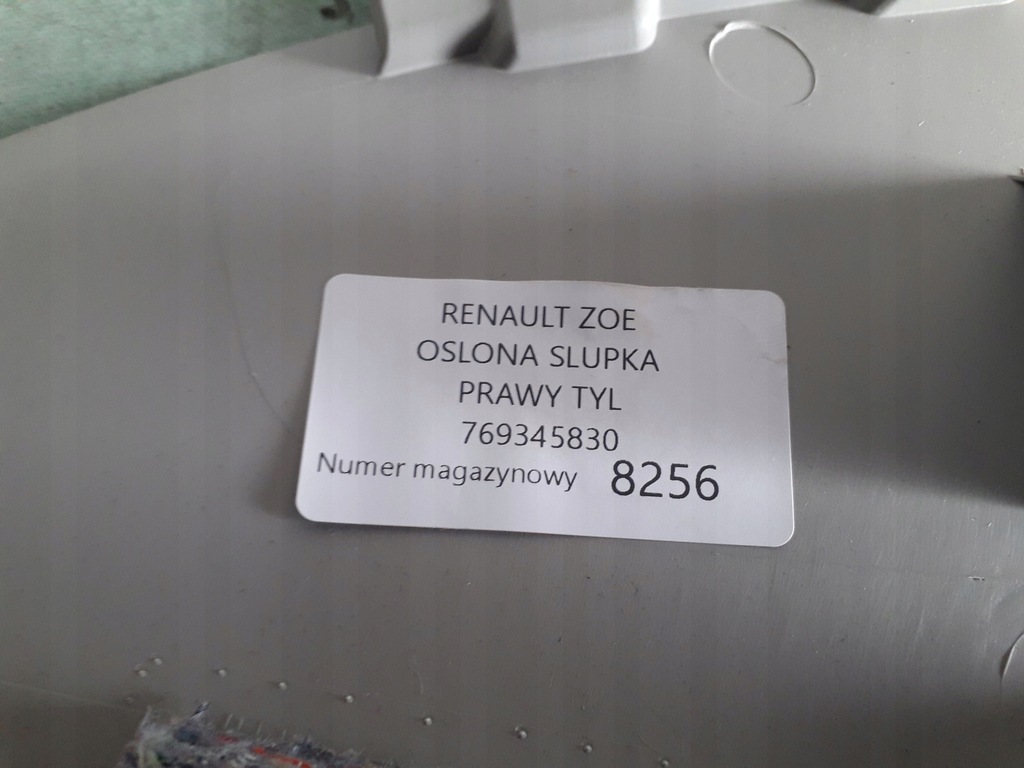 RENAULT ZOE
OSLONA SLUPKA
PRAWY TYL
769345830
Numer magazynowy 8256